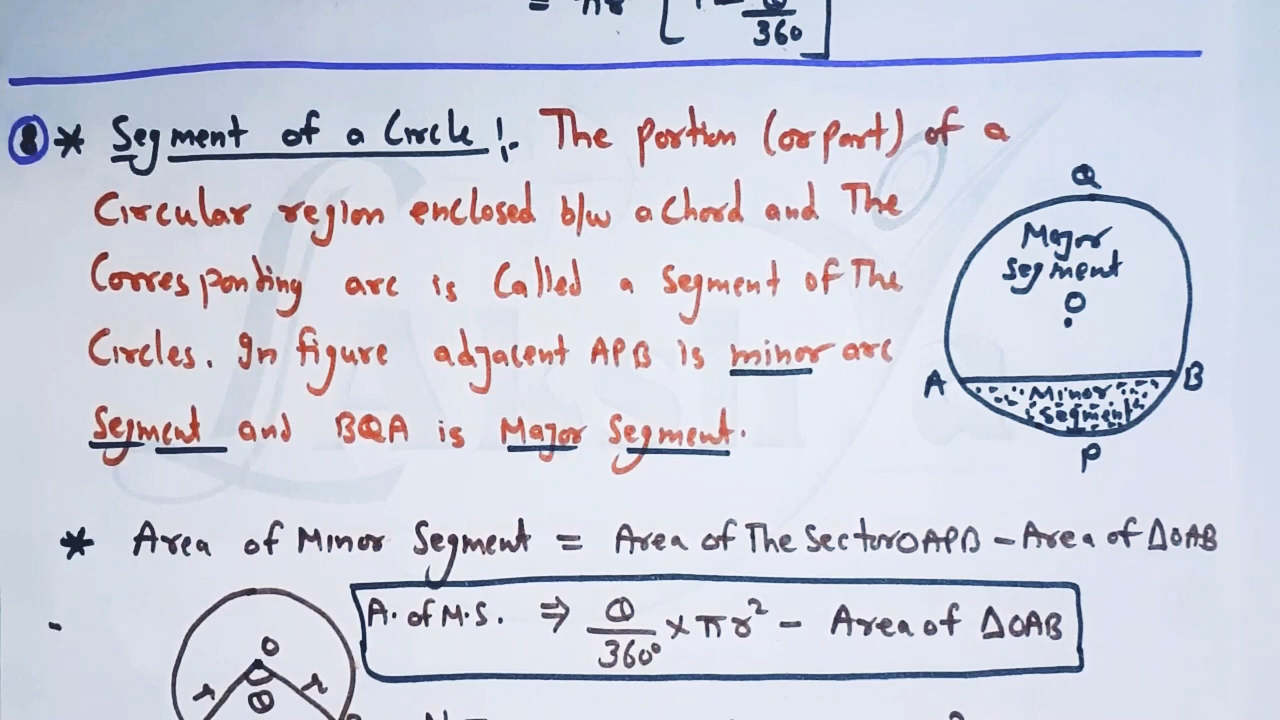 = πr² [1 - θ/360]
8 * Segment of a Circle :- The portion (or part) of a
Circular region enclosed b/w a Chord and The
Corresponding arc is Called a segment of The
Circles. In figure adjacent APB is minor arc
Segment and BQA is Major Segment.
Q
Major
segment
O
A
B
Minor
segment
P
* Area of Minor Segment = Area of The Sector OAPB - Area of ΔOAB
A. of M.S. ⇒ θ/360° × πr² - Area of ΔOAB
O
r θ r